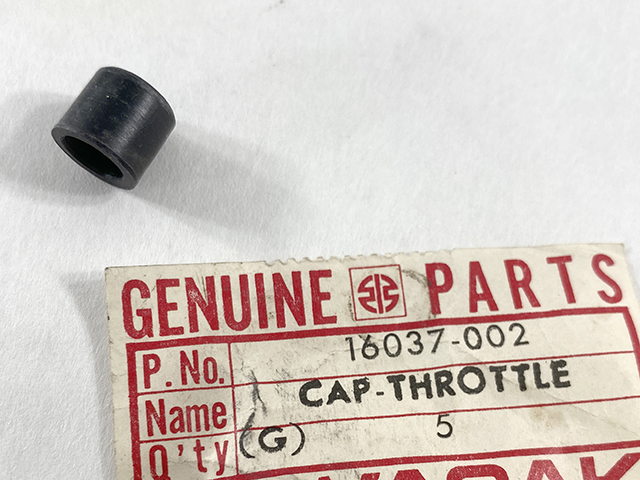 GENUINE PARTS
P. No. 16037-002
Name CAP-THROTTLE
Q'ty (G) 5